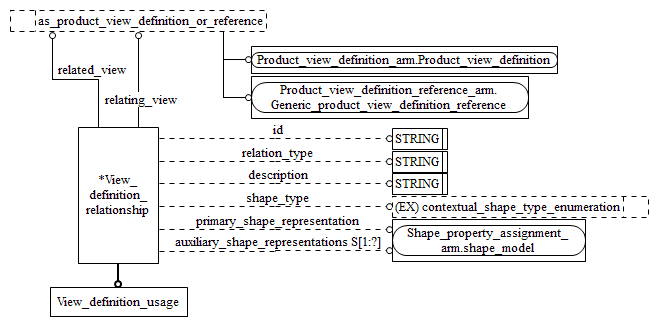 as_product_view_definition_or_reference
Product_view_definition_arm.Product_view_definition
related_view
Product_view_definition_reference_arm.
Generic_product_view_definition_reference
relating_view
id
STRING
relation_type
STRING
description
STRING
*View_
definition_
relationship
shape_type
(EX) contextual_shape_type_enumeration
primary_shape_representation
auxiliary_shape_representations S[1:?]
Shape_property_assignment_
arm.shape_model
View_definition_usage